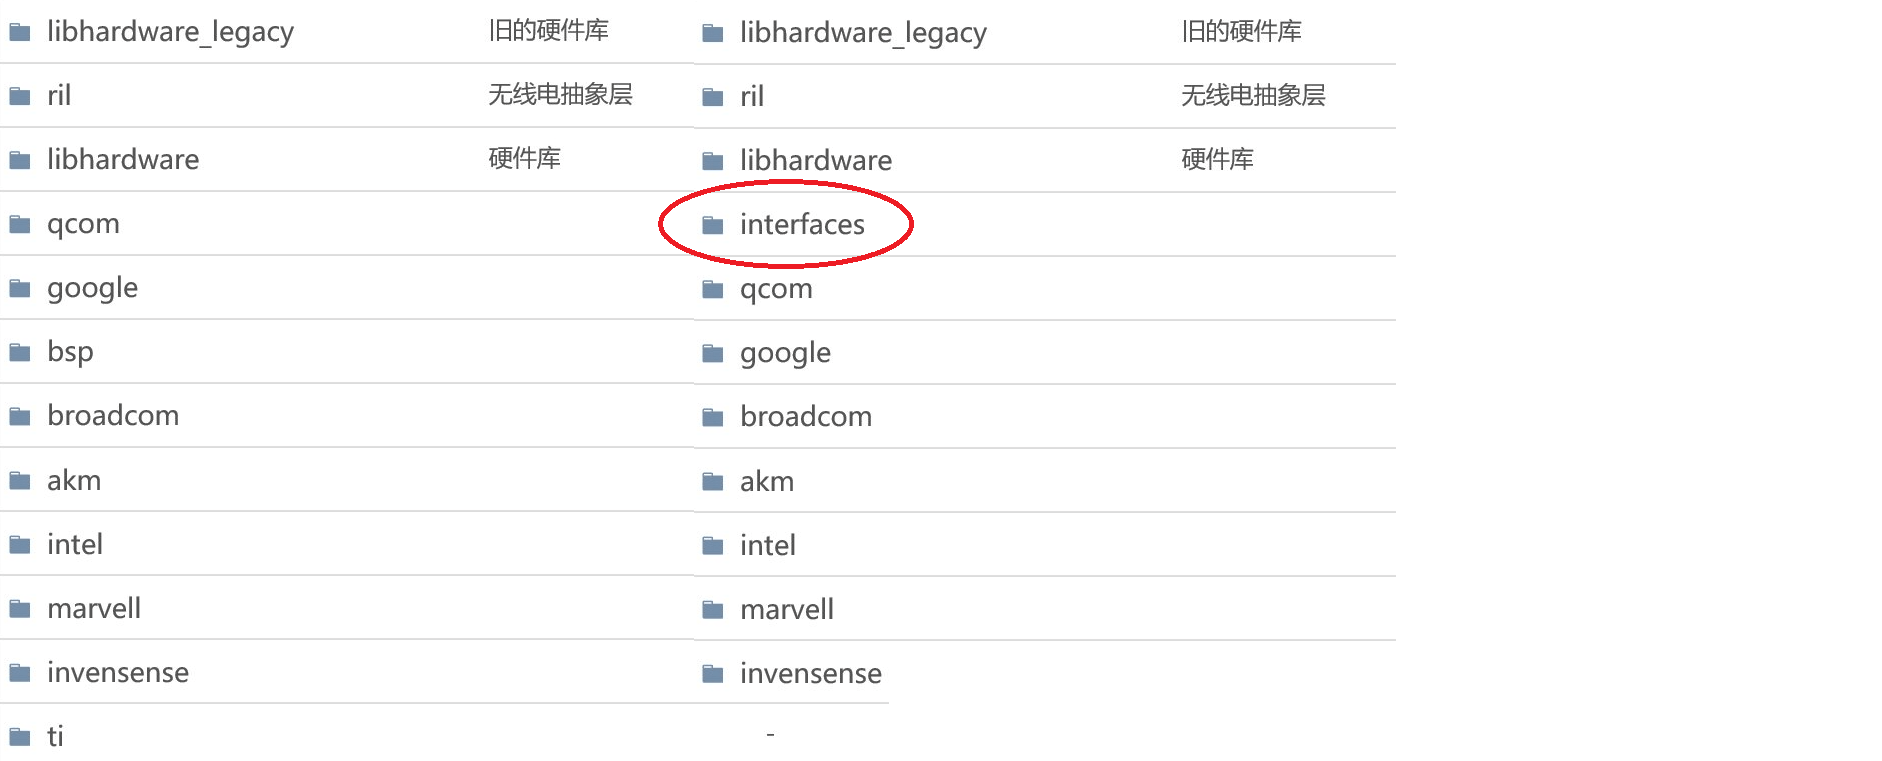 libhardware_legacy 旧的硬件库 libhardware_legacy 旧的硬件库
ril 无线电抽象层 ril 无线电抽象层
libhardware 硬件库 libhardware 硬件库
qcom interfaces
google qcom
bsp google
broadcom broadcom
akm akm
intel intel
marvell marvell
invensense invensense
ti -